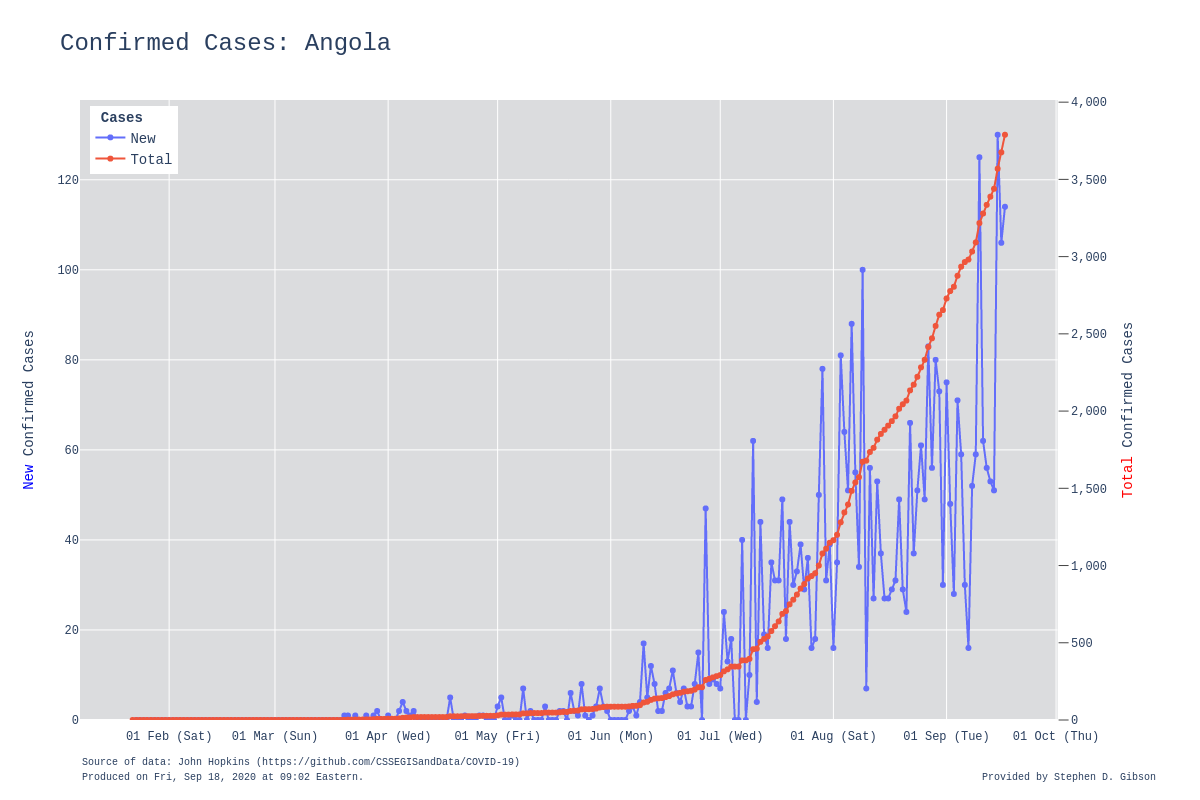 Confirmed Cases: Angola
Cases
New
Total
120
100
80
60
40
20
0
New Confirmed Cases
4,000
3,500
3,000
2,500
2,000
1,500
1,000
500
0
Total Confirmed Cases
01 Feb (Sat) 01 Mar (Sun) 01 Apr (Wed) 01 May (Fri) 01 Jun (Mon) 01 Jul (Wed) 01 Aug (Sat) 01 Sep (Tue) 01 Oct (Thu)
Source of data: John Hopkins (https://github.com/CSSEGISandData/COVID-19)
Produced on Fri, Sep 18, 2020 at 09:02 Eastern.
Provided by Stephen D. Gibson